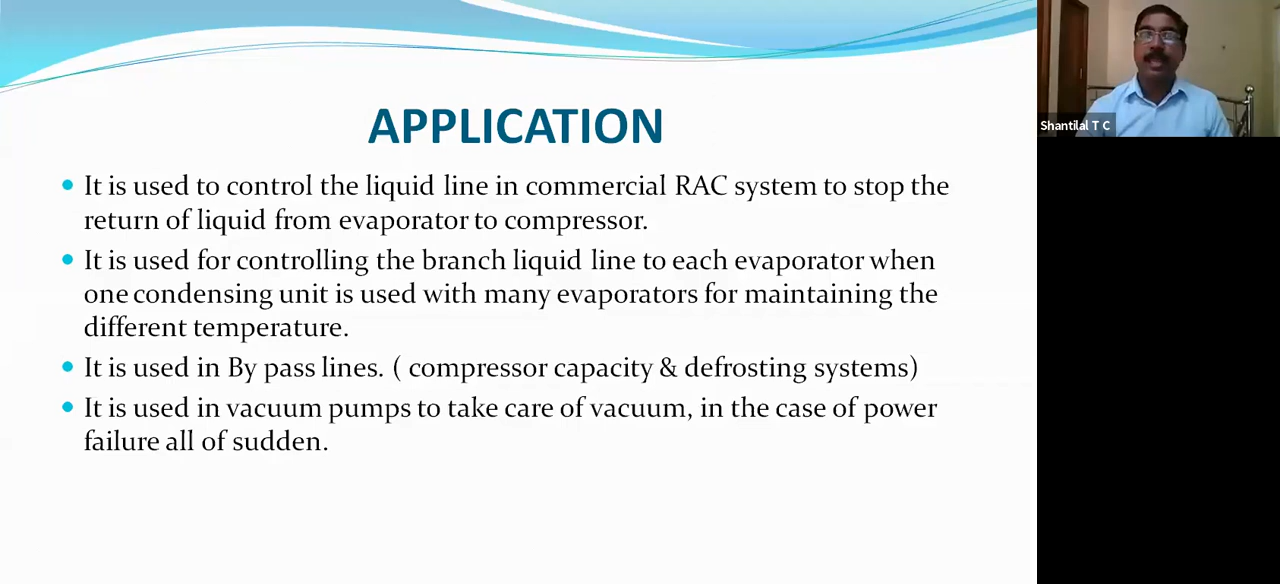 APPLICATION
It is used to control the liquid line in commercial RAC system to stop the
return of liquid from evaporator to compressor.
It is used for controlling the branch liquid line to each evaporator when
one condensing unit is used with many evaporators for maintaining the
different temperature.
It is used in By pass lines. ( compressor capacity & defrosting systems)
It is used in vacuum pumps to take care of vacuum, in the case of power
failure all of sudden.
Shantilal T C